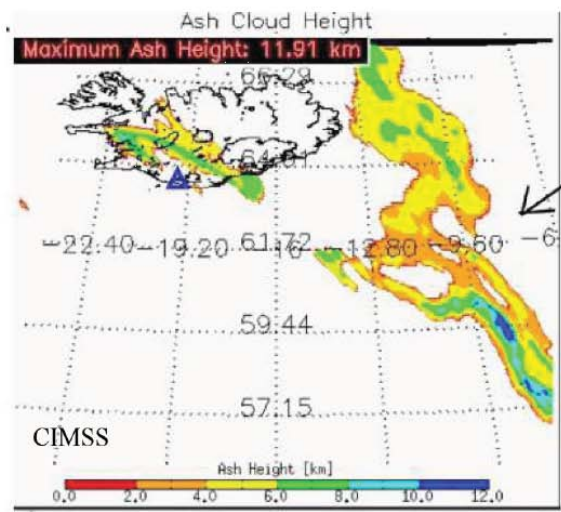 Ash Cloud Height
Maximum Ash Height: 11.91 km
66.29
64.01
61.72
-22.40 -19.20 -16 -12.80 -9.60 -6
59.44
57.15
CIMSS
Ash Height [km]
0.0 2.0 4.0 6.0 8.0 10.0 12.0